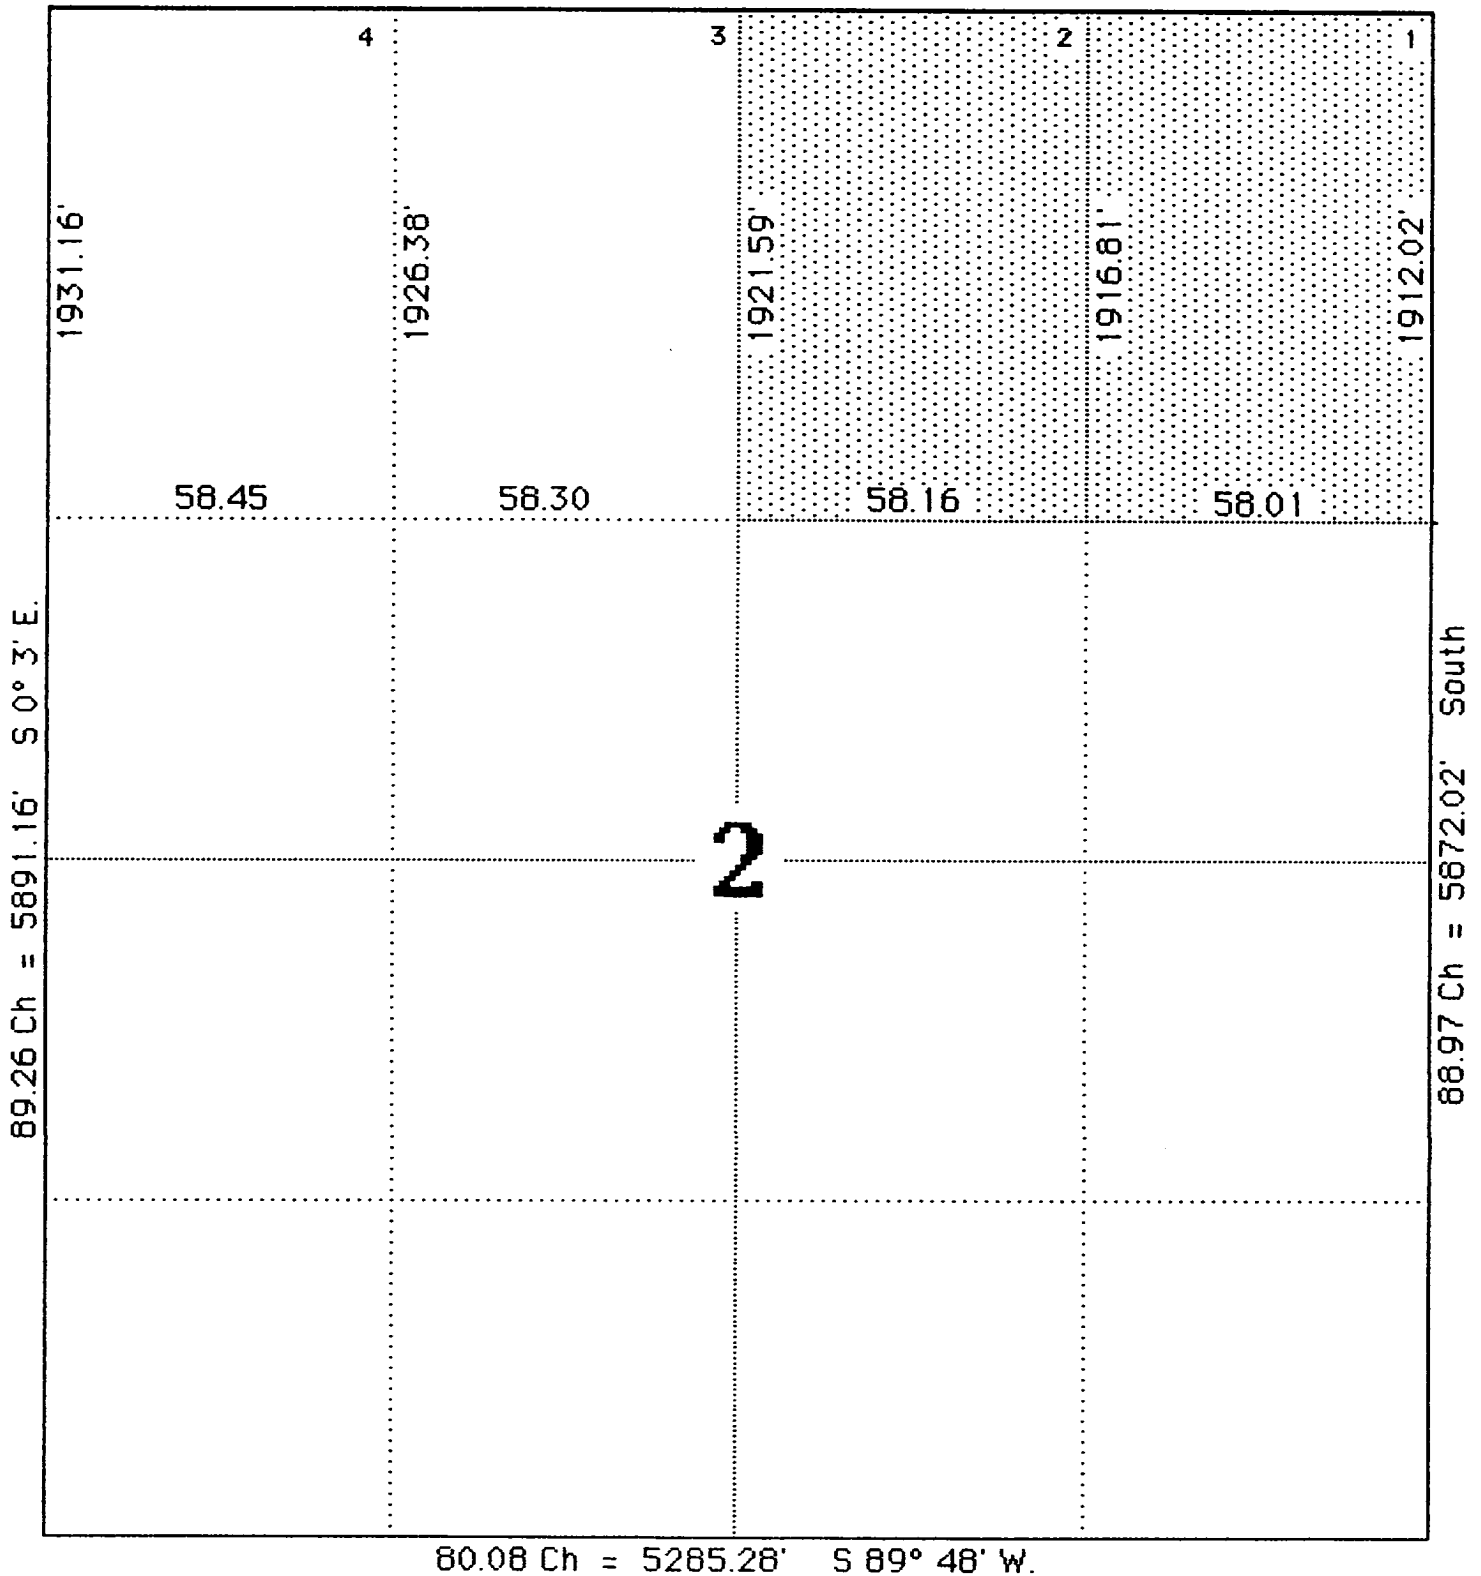 4 3 2 1
1931.16' 1926.38' 1921.59' 1916.81' 1912.02'
58.45 58.30 58.16 58.01
89.26 Ch = 5891.16' S 0° 3' E.
2
88.97 Ch = 5872.02' South
80.08 Ch = 5285.28' S 89° 48' W.